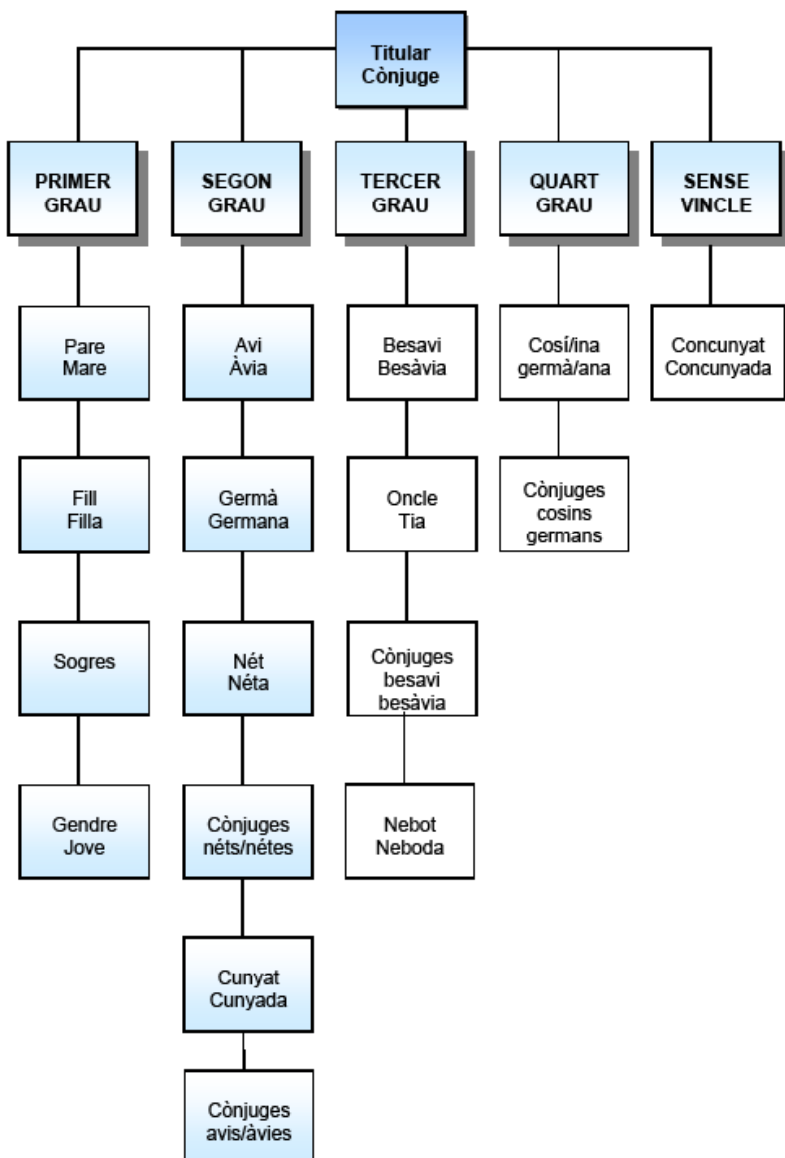 Titular
Cònjuge
PRIMER
GRAU
SEGON
GRAU
TERCER
GRAU
QUART
GRAU
SENSE
VINCLE
Pare
Mare
Avi
Àvia
Besavi
Besàvia
Cosí/ina
germà/ana
Concunyat
Concunyada
Fill
Filla
Germà
Germana
Oncle
Tia
Cònjuges
cosins
germans
Sogres
Nét
Néta
Cònjuges
besavi
besàvia
Gendre
Jove
Cònjuges
néts/nétes
Nebot
Neboda
Cunyat
Cunyada
Cònjuges
avis/àvies